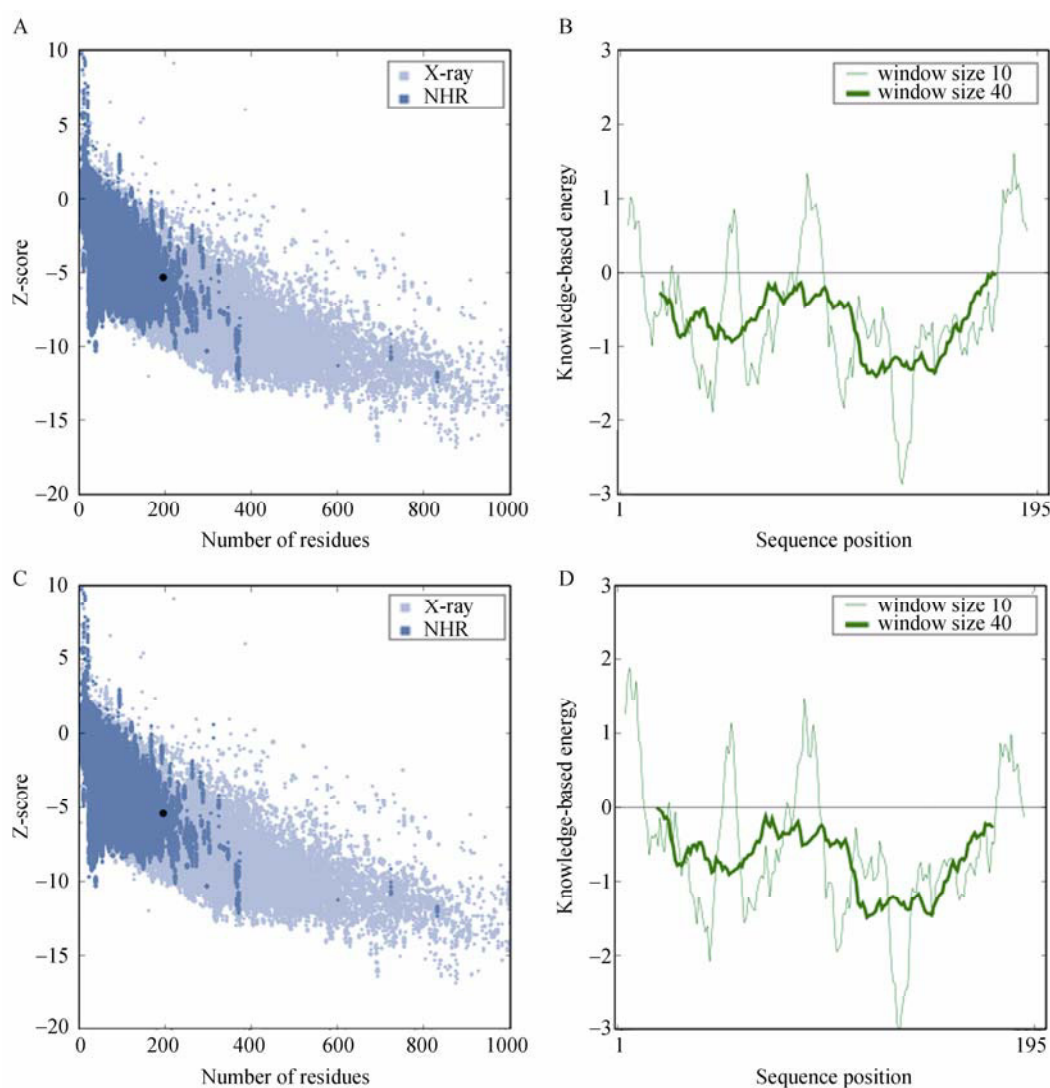 A
B
10
5
0
−5
−10
−15
−20
Z-score
X-ray
NHR
0
200
400
600
800
1000
Number of residues
3
2
1
0
−1
−2
−3
Knowledge-based energy
window size 10
window size 40
1
195
Sequence position
C
D
10
5
0
−5
−10
−15
−20
Z-score
X-ray
NHR
0
200
400
600
800
1000
Number of residues
3
2
1
0
−1
−2
−3
Knowledge-based energy
window size 10
window size 40
1
195
Sequence position